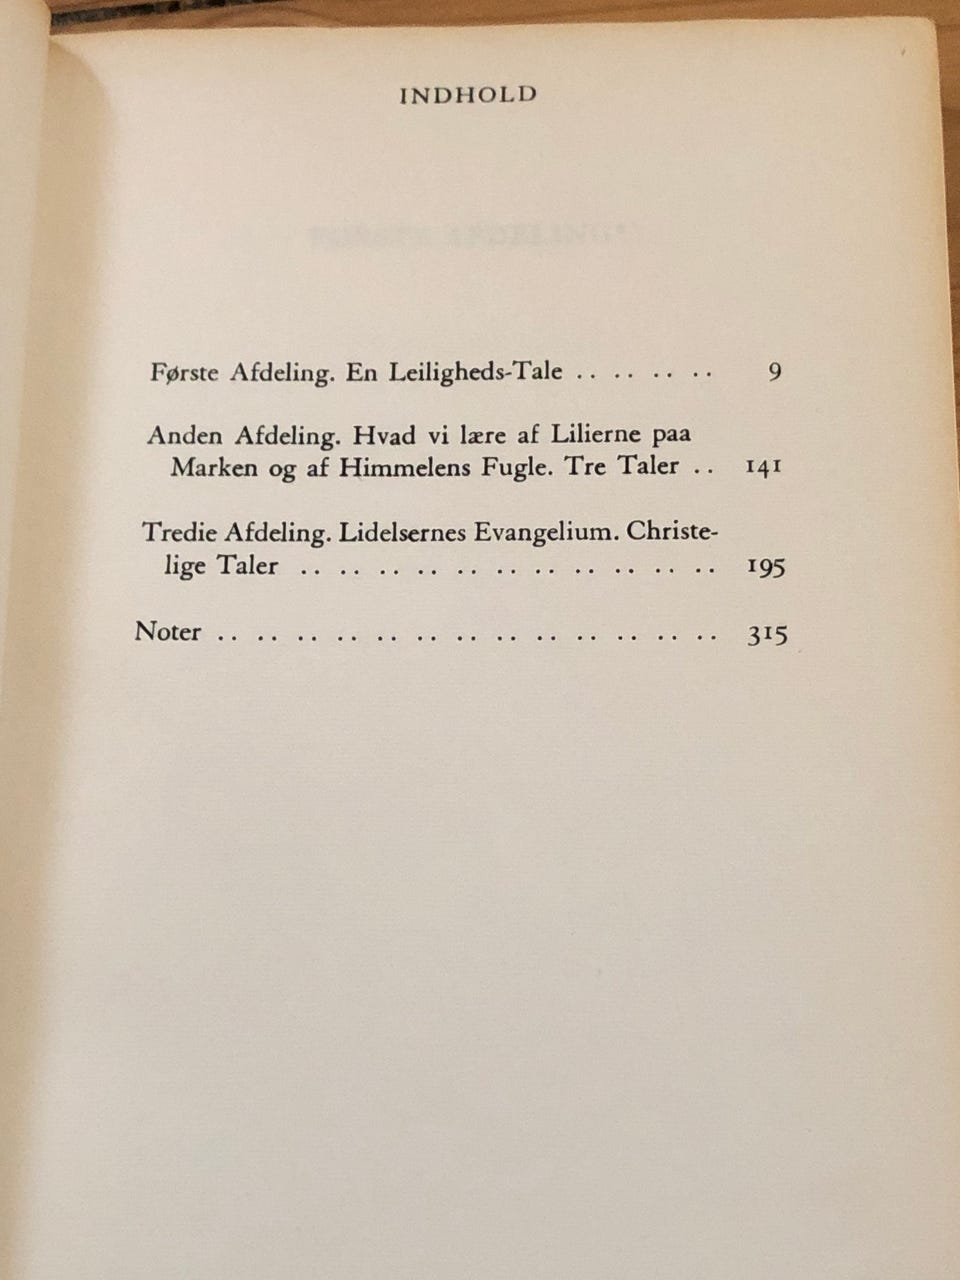 INDHOLD
Første Afdeling. En Leiligheds-Tale .. .. .. .. 9
Anden Afdeling. Hvad vi lære af Lilierne paa
Marken og af Himmelens Fugle. Tre Taler .. 141
Tredie Afdeling. Lidelsernes Evangelium. Christe-
lige Taler .. .. .. .. .. .. .. .. .. .. .. 195
Noter .. .. .. .. .. .. .. .. .. .. .. .. .. 315